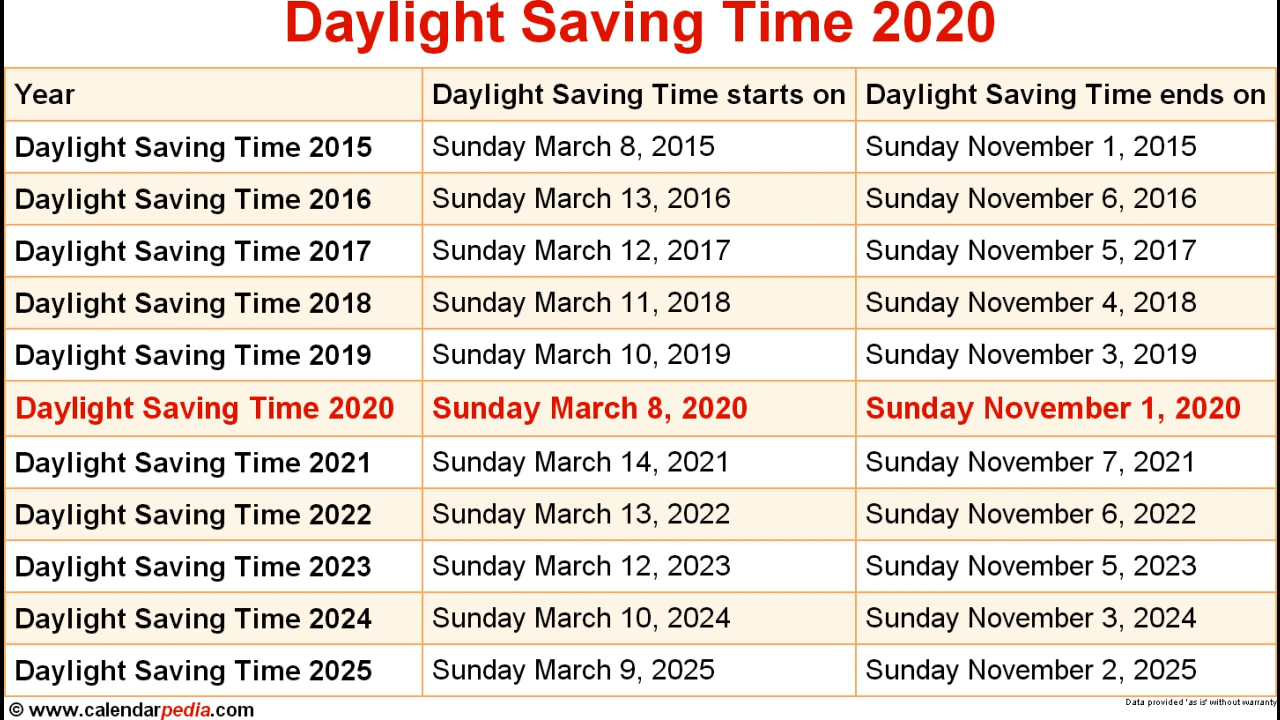 Daylight Saving Time 2020
Year Daylight Saving Time starts on Daylight Saving Time ends on
Daylight Saving Time 2015 Sunday March 8, 2015 Sunday November 1, 2015
Daylight Saving Time 2016 Sunday March 13, 2016 Sunday November 6, 2016
Daylight Saving Time 2017 Sunday March 12, 2017 Sunday November 5, 2017
Daylight Saving Time 2018 Sunday March 11, 2018 Sunday November 4, 2018
Daylight Saving Time 2019 Sunday March 10, 2019 Sunday November 3, 2019
Daylight Saving Time 2020 Sunday March 8, 2020 Sunday November 1, 2020
Daylight Saving Time 2021 Sunday March 14, 2021 Sunday November 7, 2021
Daylight Saving Time 2022 Sunday March 13, 2022 Sunday November 6, 2022
Daylight Saving Time 2023 Sunday March 12, 2023 Sunday November 5, 2023
Daylight Saving Time 2024 Sunday March 10, 2024 Sunday November 3, 2024
Daylight Saving Time 2025 Sunday March 9, 2025 Sunday November 2, 2025
© www.calendarpedia.com Data provided 'as is' without warranty